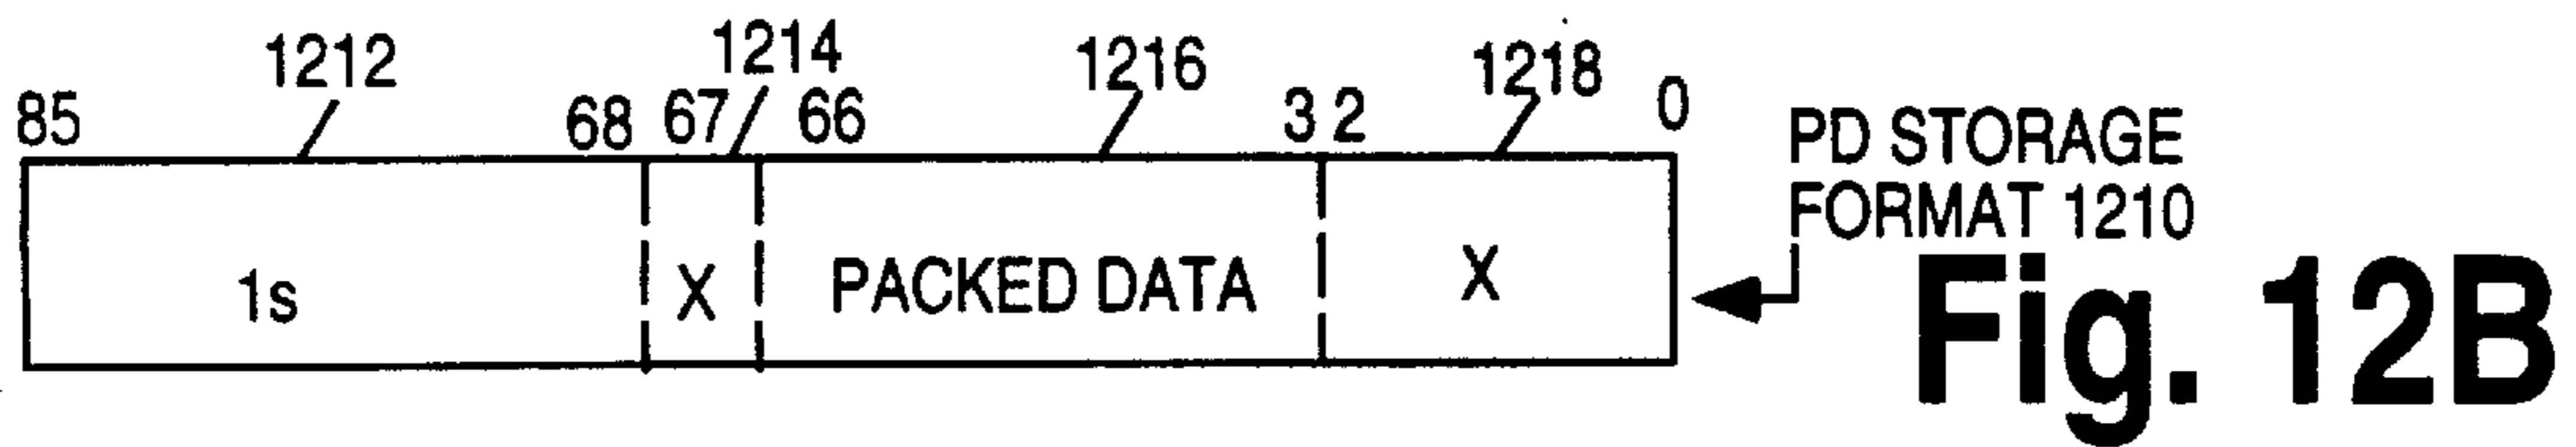 1212 1214 1216 1218
85 68 67 66 3 2 0
1s X PACKED DATA X
PD STORAGE
FORMAT 1210
Fig. 12B